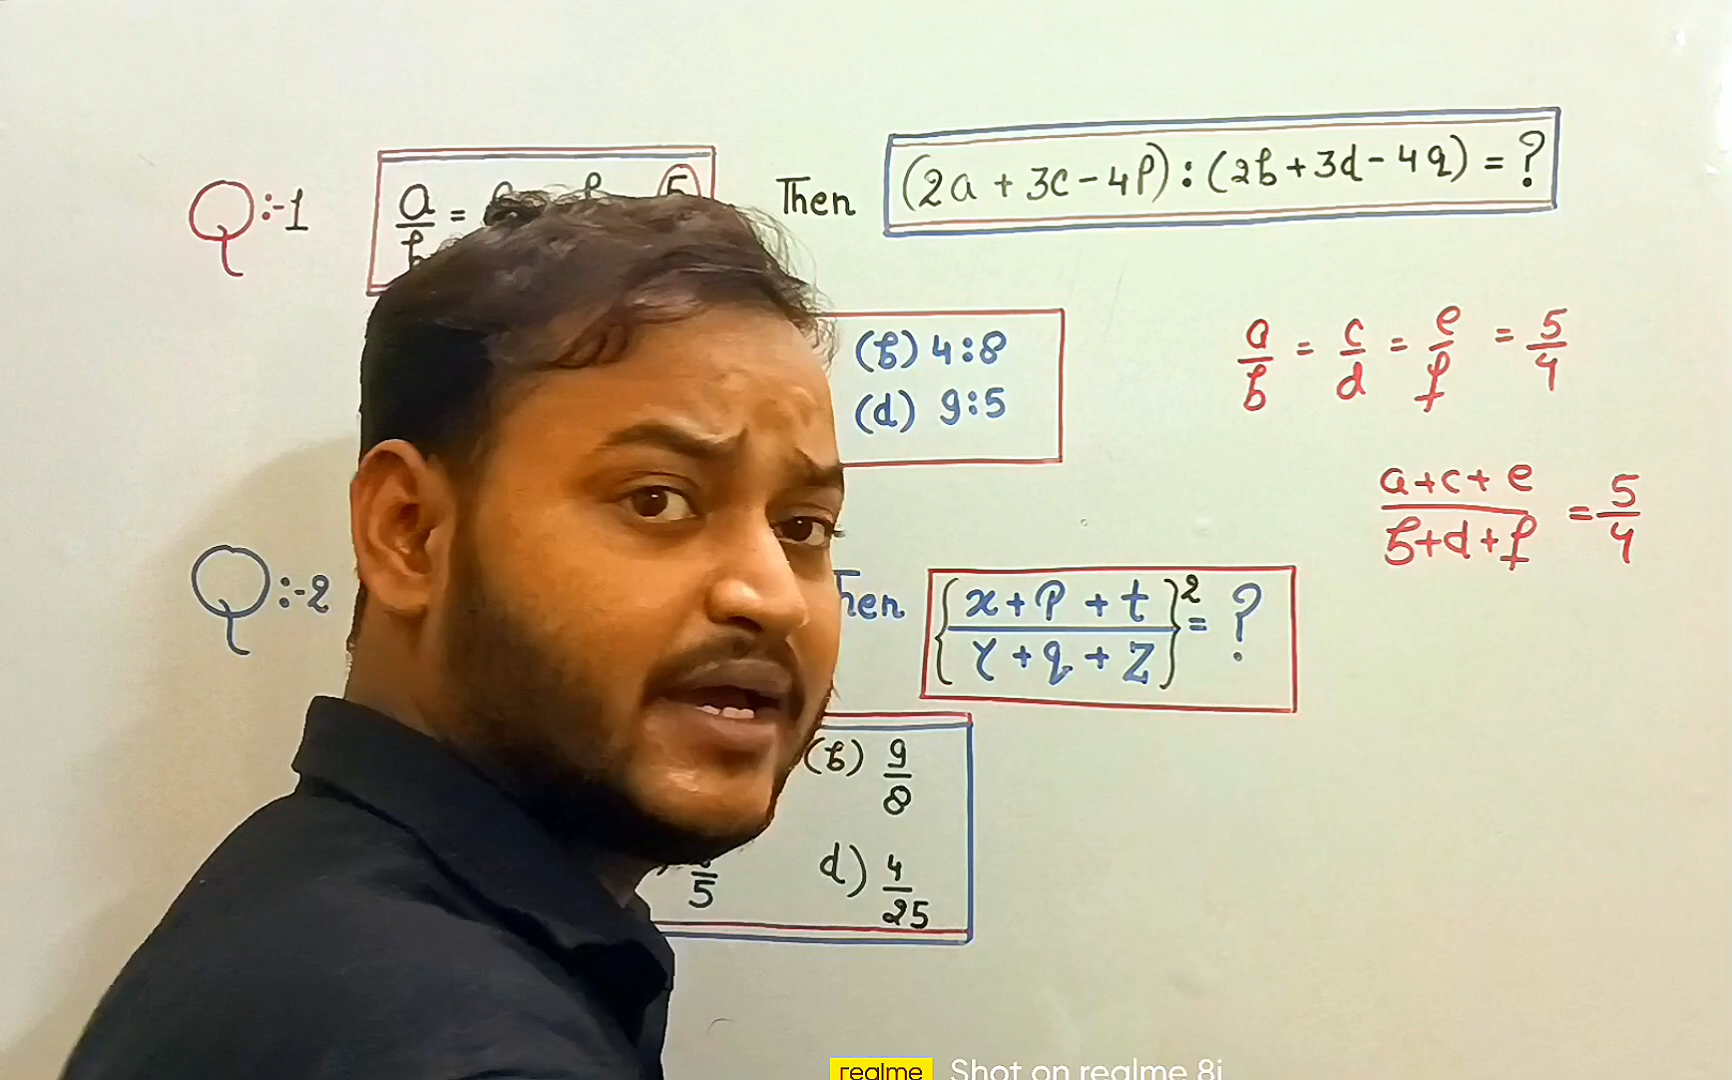 Q:-1 a/b = 5 Then (2a + 3c - 4p) : (2b + 3d - 4q) = ?
(b) 4:8
(d) 9:5
a/b = c/d = e/f = 5/4
a+c+e/b+d+f = 5/4
Q:-2 Then {x+p+t/y+q+z}² = ?
(b) 9/8
5
d) 4/25
realme Shot on realme 8i